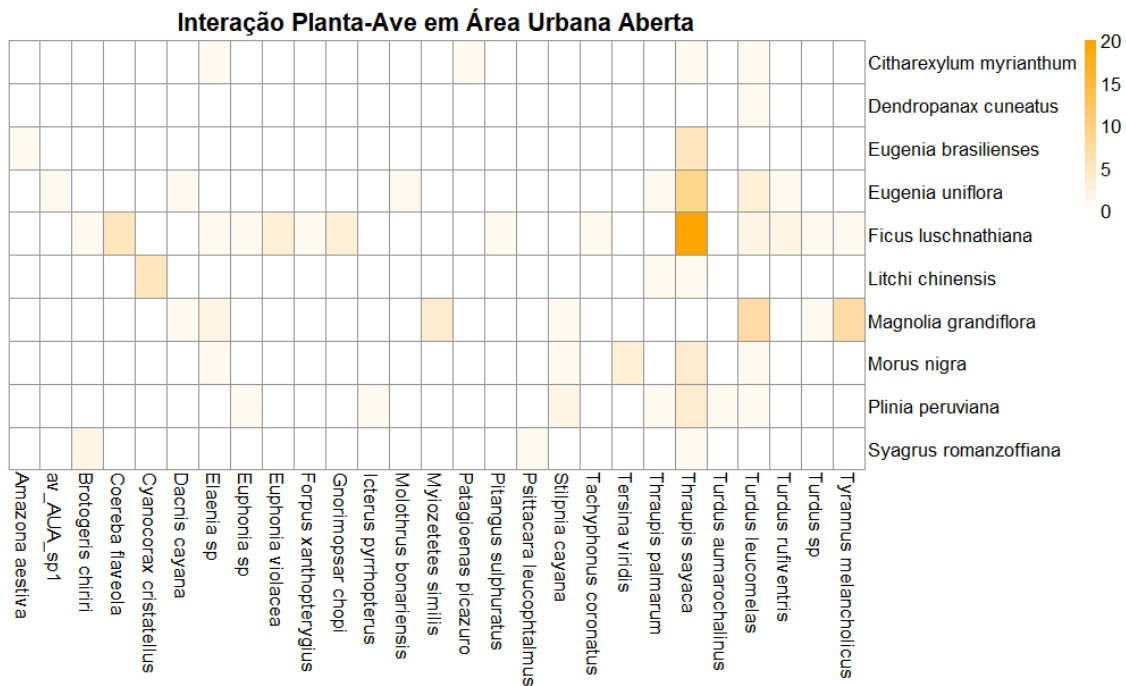 Interação Planta-Ave em Área Urbana Aberta
20
15
10
5
0
Citharexylum myrianthum
Dendropanax cuneatus
Eugenia brasilienses
Eugenia uniflora
Ficus luschnathiana
Litchi chinensis
Magnolia grandiflora
Morus nigra
Plinia peruviana
Syagrus romanzoffiana
Amazona aestiva
av_AUA_sp1
Brotogeris chiriri
Coereba flaveola
Cyanocorax cristatellus
Dacnis cayana
Elaenia sp
Euphonia sp
Euphonia violacea
Forpus xanthopterygius
Gnorimopsar chopi
Icterus pyrrhopterus
Molothrus bonariensis
Myiozetetes similis
Patagioenas picazuro
Pitangus sulphuratus
Psittacara leucophtalmus
Stilpnia cayana
Tachyphonus coronatus
Tersina viridis
Thraupis palmarum
Thraupis sayaca
Turdus aumarochalinus
Turdus leucomelas
Turdus rufiventris
Turdus sp
Tyrannus melancholicus